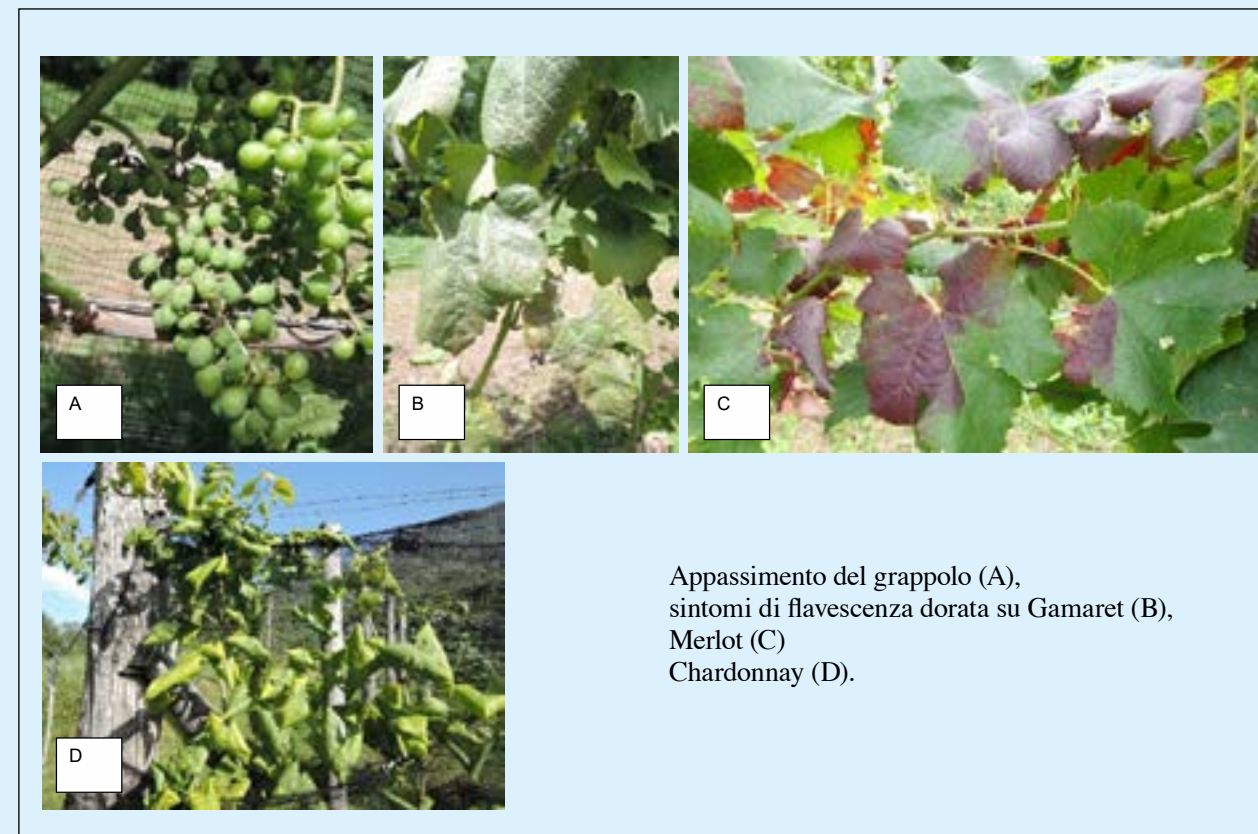 A
B
C
D
Appassimento del grappolo (A),
sintomi di flavescenza dorata su Gamaret (B),
Merlot (C)
Chardonnay (D).